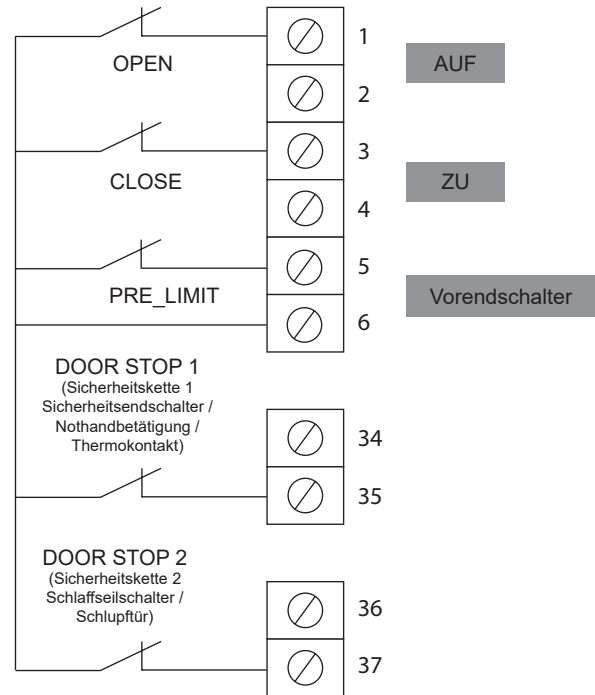 1
OPEN
AUF
2
3
CLOSE
ZU
4
5
PRE_LIMIT
Vorendschalter
6
DOOR STOP 1
(Sicherheitskette 1
Sicherheitsendschalter /
Nothandbetätigung /
Thermokontakt)
34
35
DOOR STOP 2
(Sicherheitskette 2
Schlaffseilschalter /
Schlupftür)
36
37